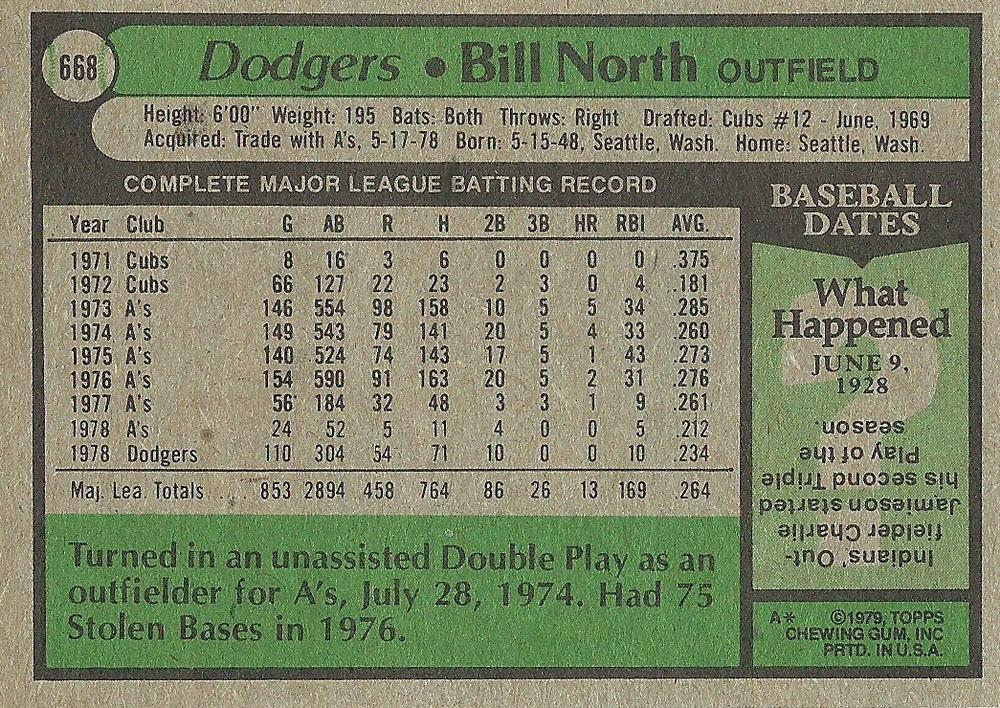 668
Dodgers • Bill North OUTFIELD
Height: 6'00" Weight: 195 Bats: Both Throws: Right Drafted: Cubs #12 - June, 1969
Acquired: Trade with A's, 5-17-78 Born: 5-15-48, Seattle, Wash. Home: Seattle, Wash.
COMPLETE MAJOR LEAGUE BATTING RECORD
Year Club G AB R H 2B 3B HR RBI AVG.
1971 Cubs 8 16 3 6 0 0 0 0 .375
1972 Cubs 66 127 22 23 2 3 0 4 .181
1973 A's 146 554 98 158 10 5 5 34 .285
1974 A's 149 543 79 141 20 5 4 33 .260
1975 A's 140 524 74 143 17 5 1 43 .273
1976 A's 154 590 91 163 20 5 2 31 .276
1977 A's 56 184 32 48 3 3 1 9 .261
1978 A's 24 52 5 11 4 0 0 5 .212
1978 Dodgers 110 304 54 71 10 0 0 10 .234
Maj. Lea. Totals .... 853 2894 458 764 86 26 13 169 .264
Turned in an unassisted Double Play as an
outfielder for A's, July 28, 1974. Had 75
Stolen Bases in 1976.
BASEBALL
DATES
What
Happened
JUNE 9,
1928
?
Indians' Out-
fielder Charlie
Jamieson started
his second Triple
Play of the
season.
A* ©1979, TOPPS
CHEWING GUM, INC
PRTD. IN U.S.A.